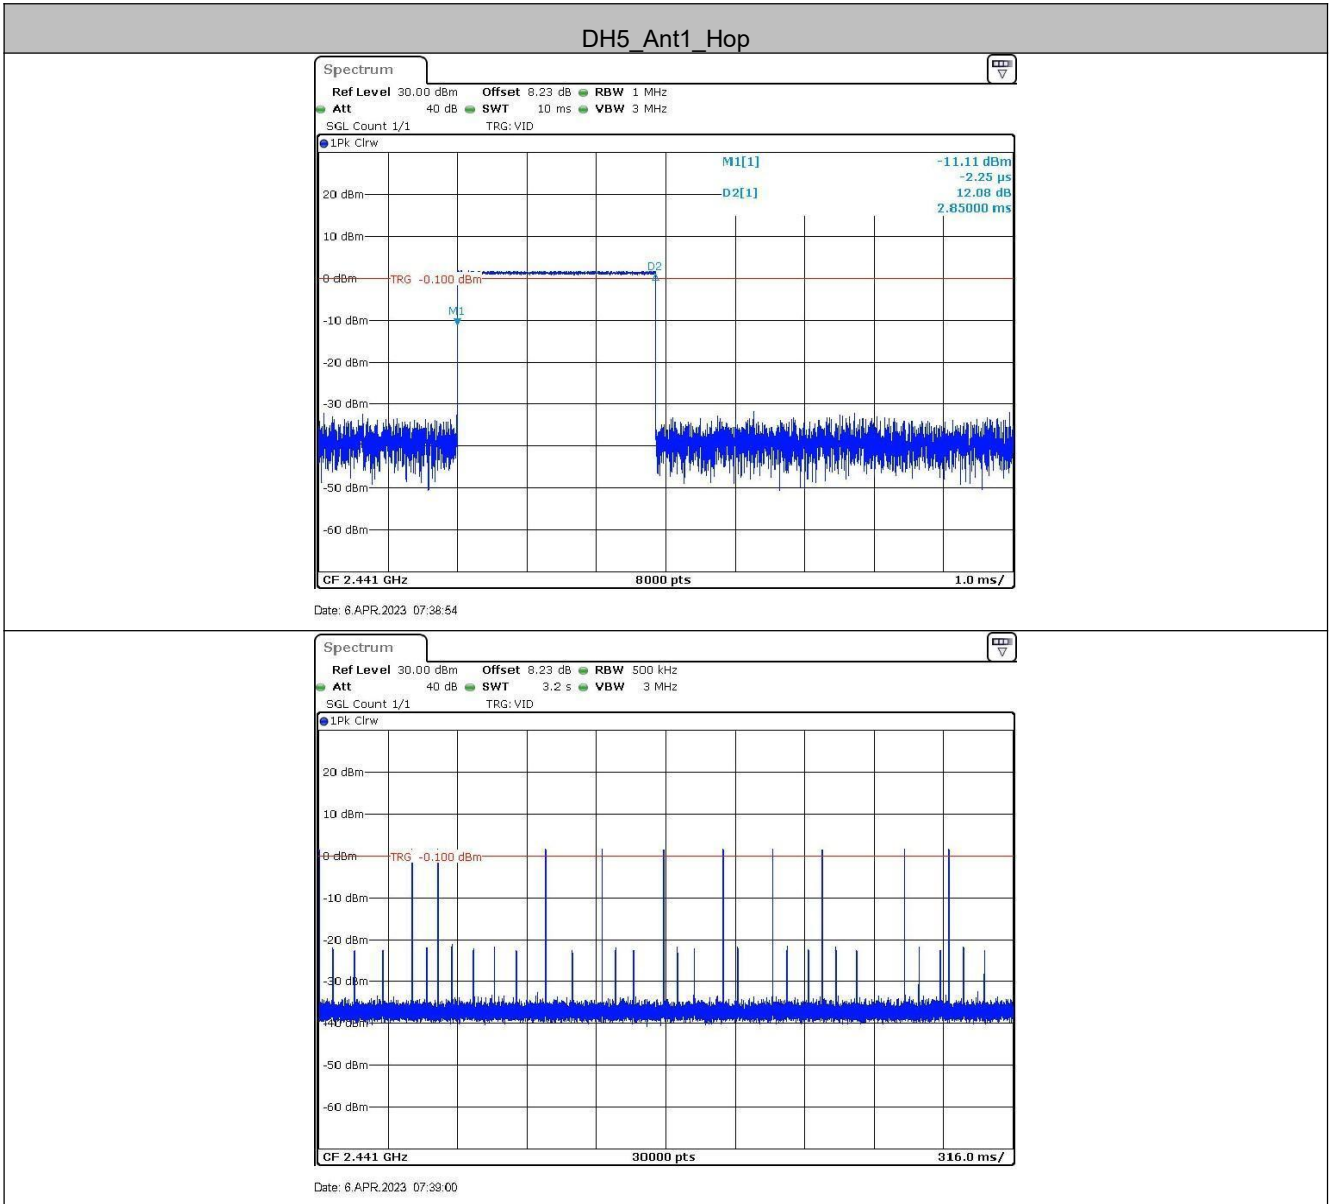 DH5_Ant1_Hop
Spectrum
Ref Level 30.00 dBm Offset 8.23 dB RBW 1 MHz
Att 40 dB SWT 10 ms VBW 3 MHz
SGL Count 1/1 TRG: VID
1Pk Clrw
M1[1] -11.11 dBm
-2.25 µs
20 dBm D2[1] 12.08 dB
2.85000 ms
10 dBm
D2
0 dBm TRG -0.100 dBm
M1
-10 dBm
-20 dBm
-30 dBm
-50 dBm
-60 dBm
CF 2.441 GHz 8000 pts 1.0 ms/
Date: 6.APR.2023 07:38:54
Spectrum
Ref Level 30.00 dBm Offset 8.23 dB RBW 500 kHz
Att 40 dB SWT 3.2 s VBW 3 MHz
SGL Count 1/1 TRG: VID
1Pk Clrw
20 dBm
10 dBm
0 dBm TRG -0.100 dBm
-10 dBm
-20 dBm
-30 dBm
-40 dBm
-50 dBm
-60 dBm
CF 2.441 GHz 30000 pts 316.0 ms/
Date: 6.APR.2023 07:39:00